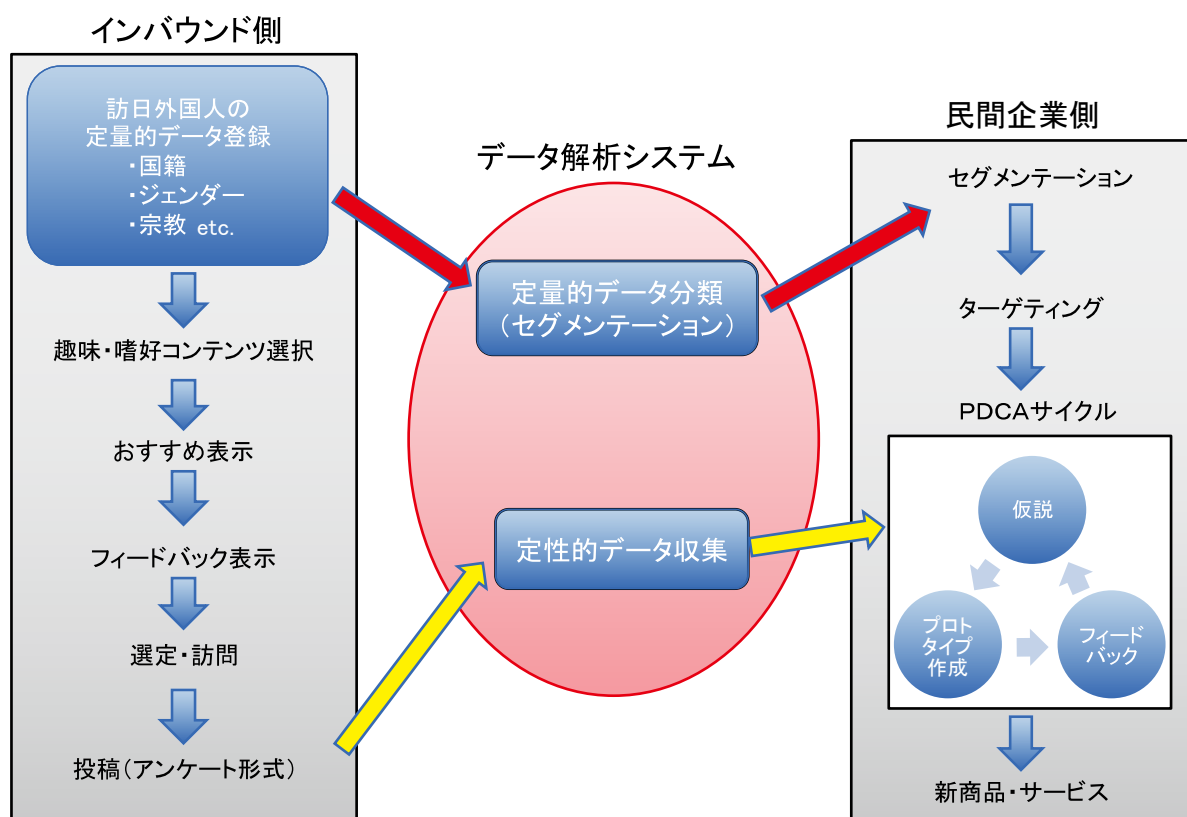 インバウンド側
訪日外国人の
定量的データ登録
・国籍
・ジェンダー
・宗教 etc.
趣味・嗜好コンテンツ選択
おすすめ表示
フィードバック表示
選定・訪問
投稿（アンケート形式）
データ解析システム
定量的データ分類
（セグメンテーション）
定性的データ収集
民間企業側
セグメンテーション
ターゲティング
PDCAサイクル
仮説
プロト
タイプ
作成
フィード
バック
新商品・サービス